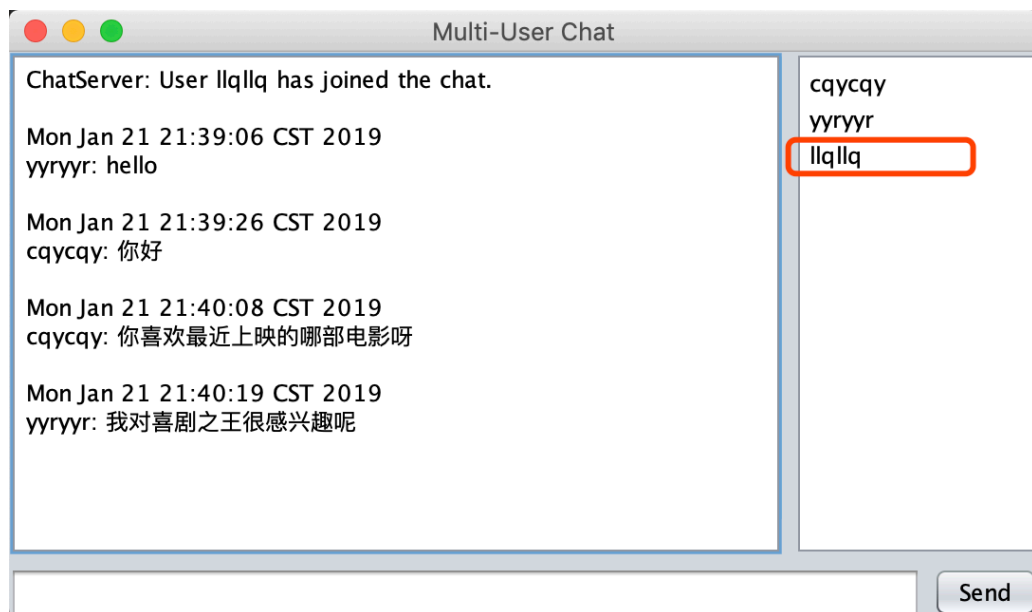 Multi-User Chat
ChatServer: User llqllq has joined the chat.
Mon Jan 21 21:39:06 CST 2019
yyryyr: hello
Mon Jan 21 21:39:26 CST 2019
cqycqy: 你好
Mon Jan 21 21:40:08 CST 2019
cqycqy: 你喜欢最近上映的哪部电影呀
Mon Jan 21 21:40:19 CST 2019
yyryyr: 我对喜剧之王很感兴趣呢
cqycqy
yyryyr
llqllq
Send